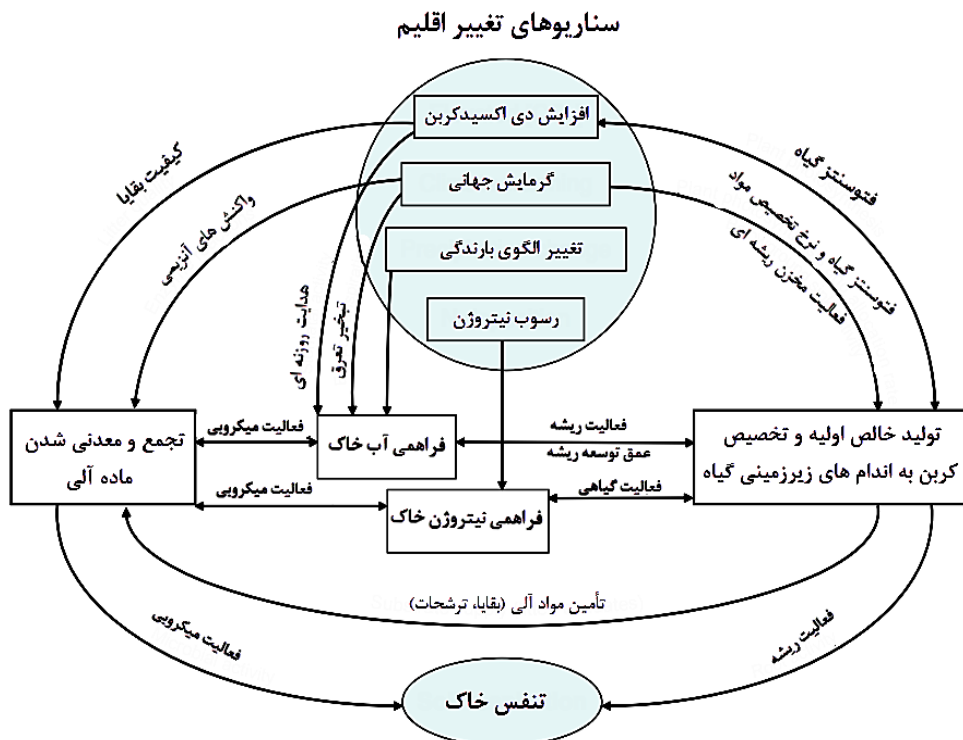 سناریوهای تغییر اقلیم
افزایش دی اکسیدکربن
گرمایش جهانی
تغییر الگوی بارندگی
رسوب نیتروژن
کیفیت بقایا
واکنش های آنزیمی
هدایت روزنه ای
تبخیر تعرق
فتوسنتز گیاه
فتوسنتز گیاه و نرخ تخصیص مواد
فعالیت مخزن ریشه ای
تجمع و معدنی شدن
ماده آلی
فعالیت میکروبی
فراهمی آب خاک
فعالیت ریشه
عمق توسعه ریشه
تولید خالص اولیه و تخصیص
کربن به اندام های زیرزمینی گیاه
فعالیت میکروبی
فراهمی نیتروژن خاک
فعالیت گیاهی
تأمین مواد آلی (بقایا، ترشحات)
فعالیت میکروبی
فعالیت ریشه
تنفس خاک